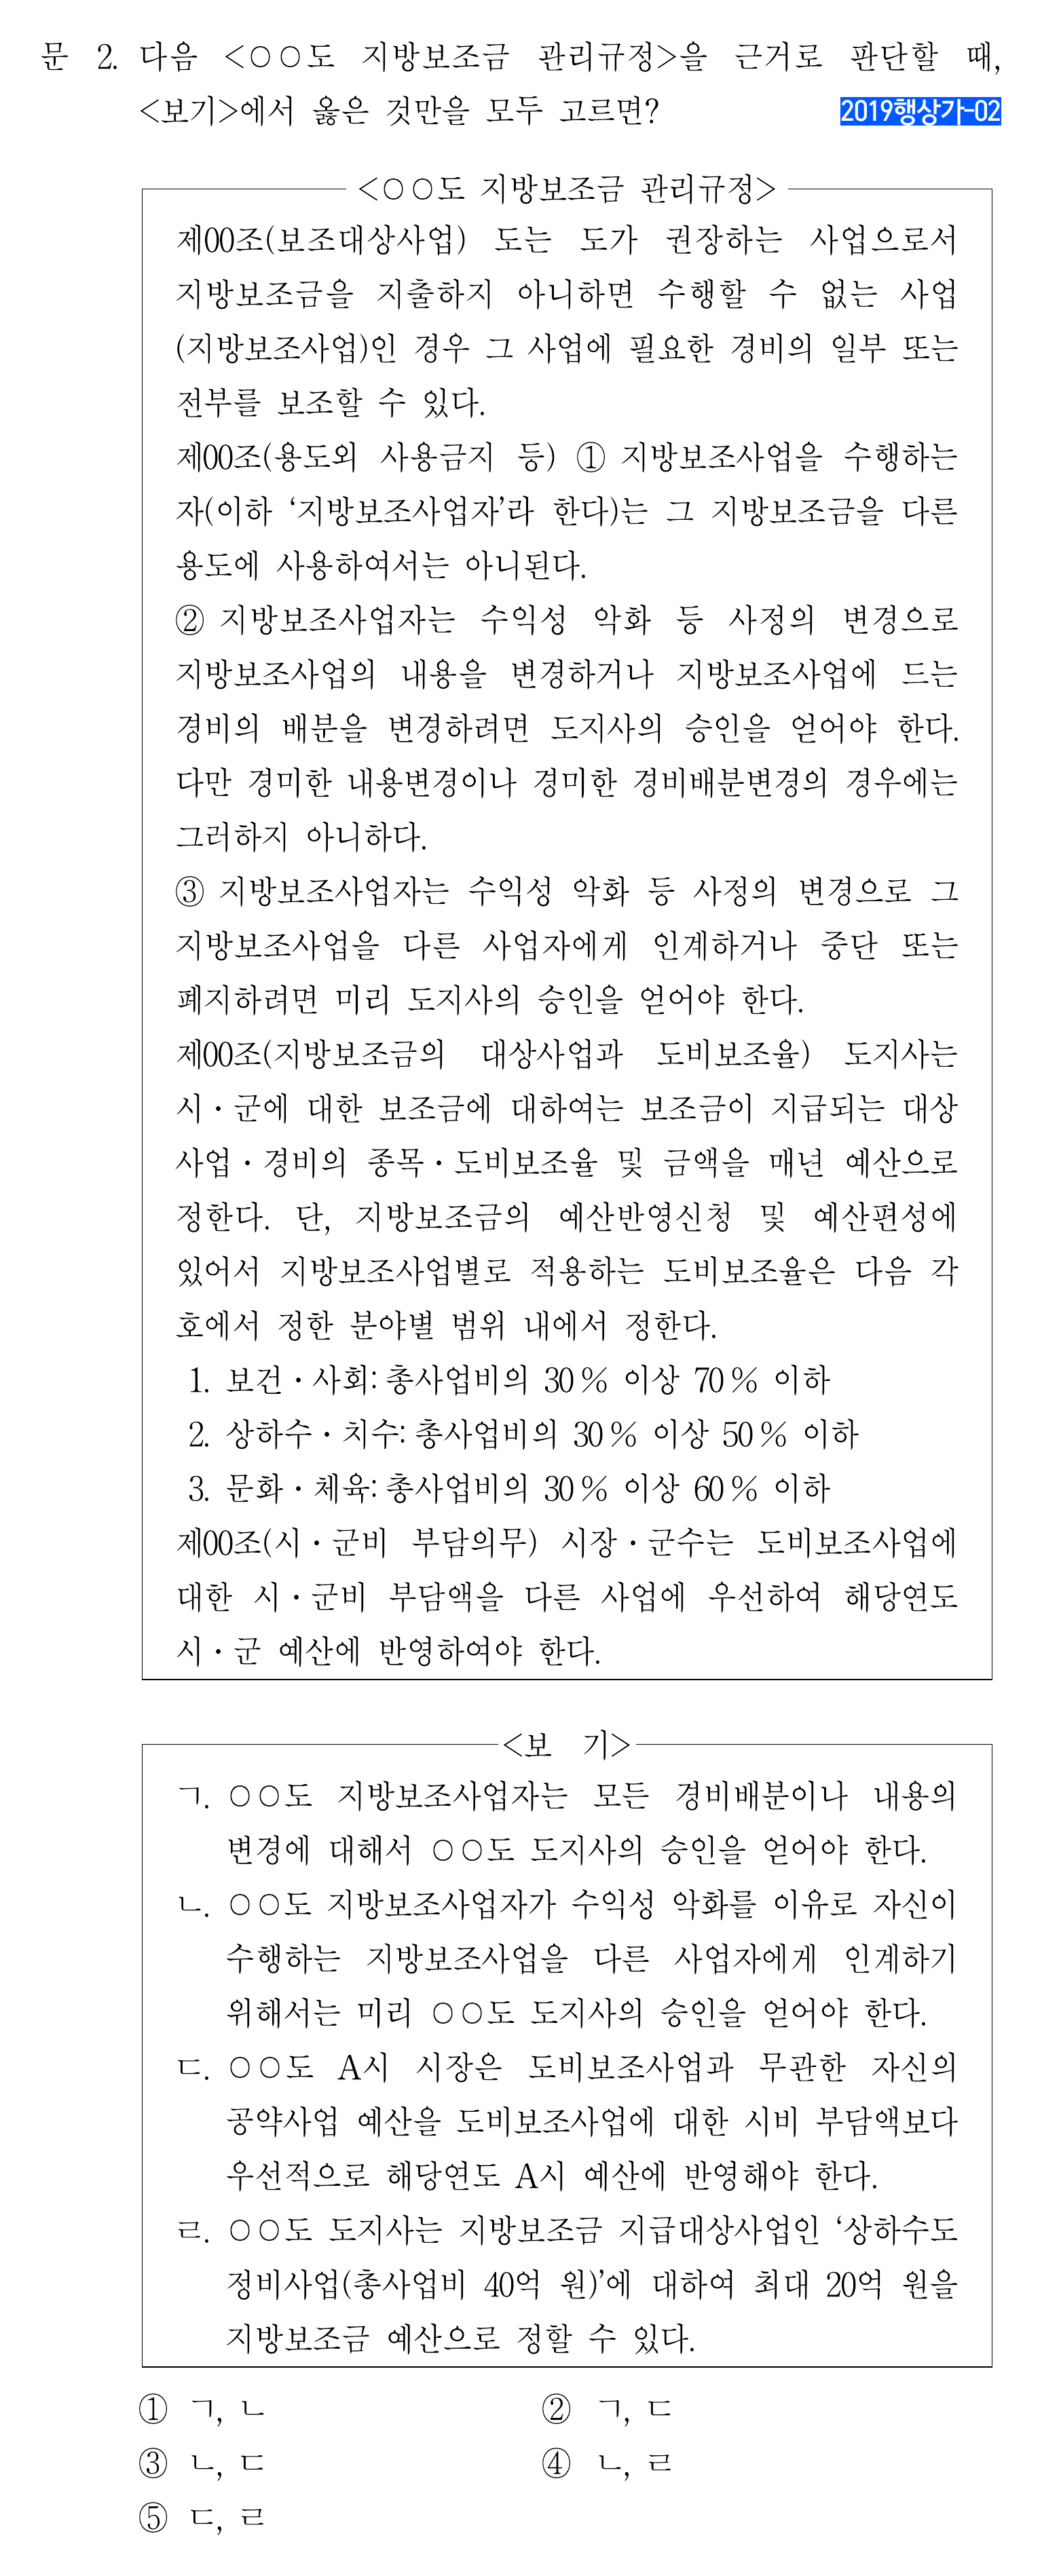 문 2. 다음 <○○도 지방보조금 관리규정>을 근거로 판단할 때,
<보기>에서 옳은 것만을 모두 고르면?
2019행상가-02
<○○도 지방보조금 관리규정>
제00조(보조대상사업) 도는 도가 권장하는 사업으로서
지방보조금을 지출하지 아니하면 수행할 수 없는 사업
(지방보조사업)인 경우 그 사업에 필요한 경비의 일부 또는
전부를 보조할 수 있다.
제00조(용도외 사용금지 등) ① 지방보조사업을 수행하는
자(이하 ‘지방보조사업자’라 한다)는 그 지방보조금을 다른
용도에 사용하여서는 아니된다.
② 지방보조사업자는 수익성 악화 등 사정의 변경으로
지방보조사업의 내용을 변경하거나 지방보조사업에 드는
경비의 배분을 변경하려면 도지사의 승인을 얻어야 한다.
다만 경미한 내용변경이나 경미한 경비배분변경의 경우에는
그러하지 아니하다.
③ 지방보조사업자는 수익성 악화 등 사정의 변경으로 그
지방보조사업을 다른 사업자에게 인계하거나 중단 또는
폐지하려면 미리 도지사의 승인을 얻어야 한다.
제00조(지방보조금의 대상사업과 도비보조율) 도지사는
시・군에 대한 보조금에 대하여는 보조금이 지급되는 대상
사업・경비의 종목・도비보조율 및 금액을 매년 예산으로
정한다. 단, 지방보조금의 예산반영신청 및 예산편성에
있어서 지방보조사업별로 적용하는 도비보조율은 다음 각
호에서 정한 분야별 범위 내에서 정한다.
1. 보건・사회: 총사업비의 30 % 이상 70 % 이하
2. 상하수・치수: 총사업비의 30 % 이상 50 % 이하
3. 문화・체육: 총사업비의 30 % 이상 60 % 이하
제00조(시・군비 부담의무) 시장・군수는 도비보조사업에
대한 시・군비 부담액을 다른 사업에 우선하여 해당연도
시・군 예산에 반영하여야 한다.
<보 기>
ㄱ. ○○도 지방보조사업자는 모든 경비배분이나 내용의
변경에 대해서 ○○도 도지사의 승인을 얻어야 한다.
ㄴ. ○○도 지방보조사업자가 수익성 악화를 이유로 자신이
수행하는 지방보조사업을 다른 사업자에게 인계하기
위해서는 미리 ○○도 도지사의 승인을 얻어야 한다.
ㄷ. ○○도 A시 시장은 도비보조사업과 무관한 자신의
공약사업 예산을 도비보조사업에 대한 시비 부담액보다
우선적으로 해당연도 A시 예산에 반영해야 한다.
ㄹ. ○○도 도지사는 지방보조금 지급대상사업인 ‘상하수도
정비사업(총사업비 40억 원)’에 대하여 최대 20억 원을
지방보조금 예산으로 정할 수 있다.
① ㄱ, ㄴ ② ㄱ, ㄷ
③ ㄴ, ㄷ ④ ㄴ, ㄹ
⑤ ㄷ, ㄹ